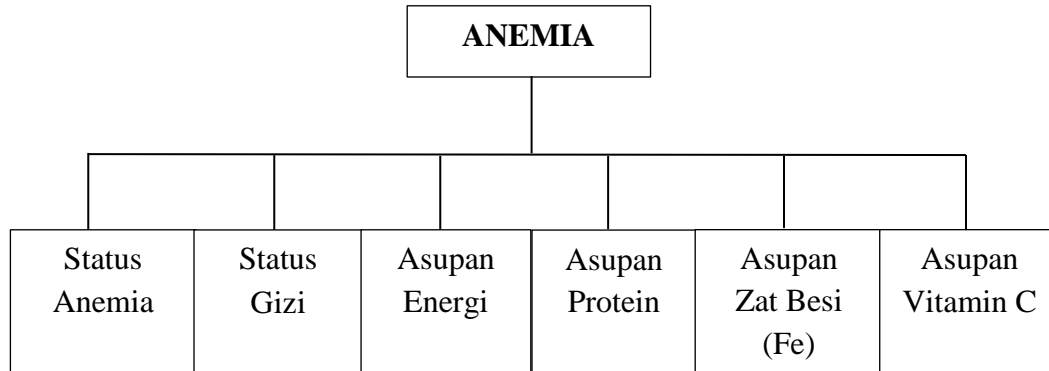 ANEMIA
Status
Anemia
Status
Gizi
Asupan
Energi
Asupan
Protein
Asupan
Zat Besi
(Fe)
Asupan
Vitamin C